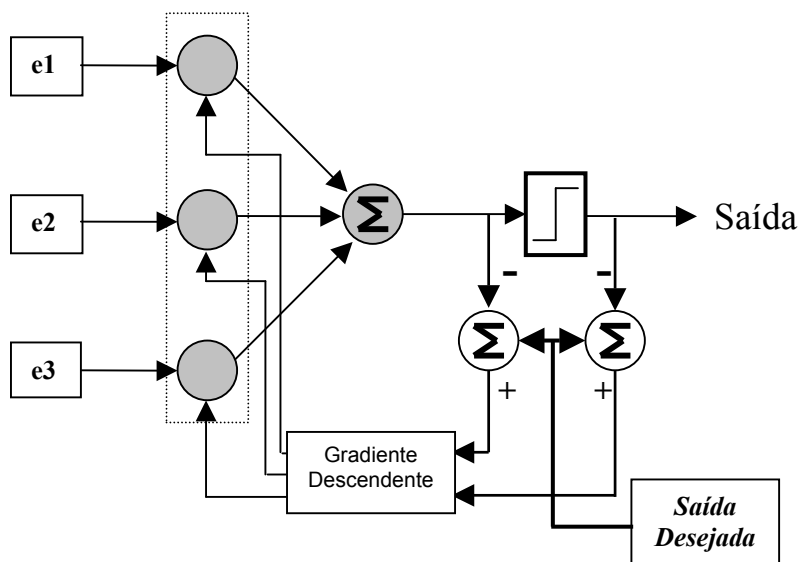 e1
e2
Σ
Saída
-
-
e3
Σ
Σ
+
+
Gradiente
Descendente
Saída
Desejada